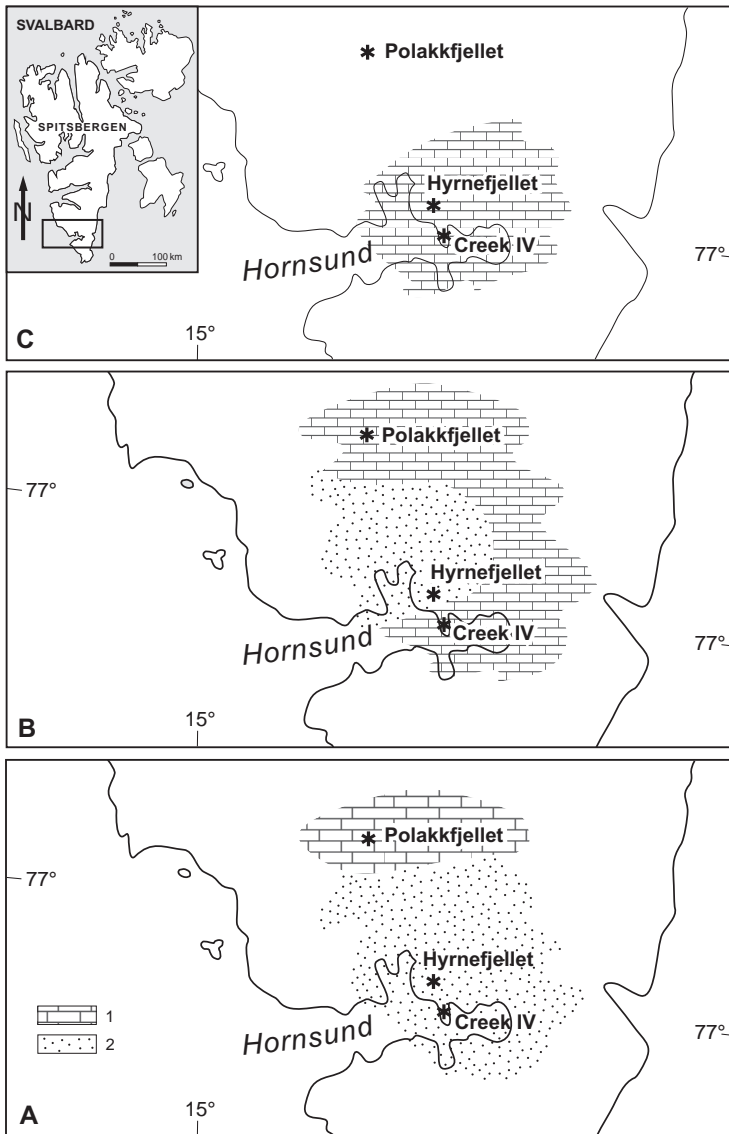 SVALBARD
SPITSBERGEN
N
0 100 km
Polakkfjellet
Hyrnefjellet
Creek IV
Hornsund
77°
15°
C
Polakkfjellet
77°
Hyrnefjellet
Creek IV
Hornsund
77°
15°
B
Polakkfjellet
77°
Hyrnefjellet
1
Creek IV
2
Hornsund
77°
15°
A